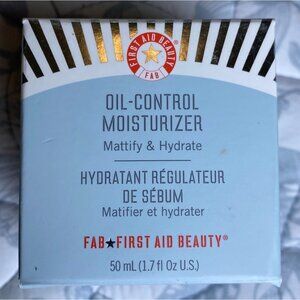 FIRST AID BEAUTY
FAB
OIL-CONTROL
MOISTURIZER
Mattify & Hydrate
HYDRATANT RÉGULATEUR
DE SÉBUM
Matifier et hydrater
FAB★FIRST AID BEAUTY®
50 mL (1.7 fl Oz U.S.)